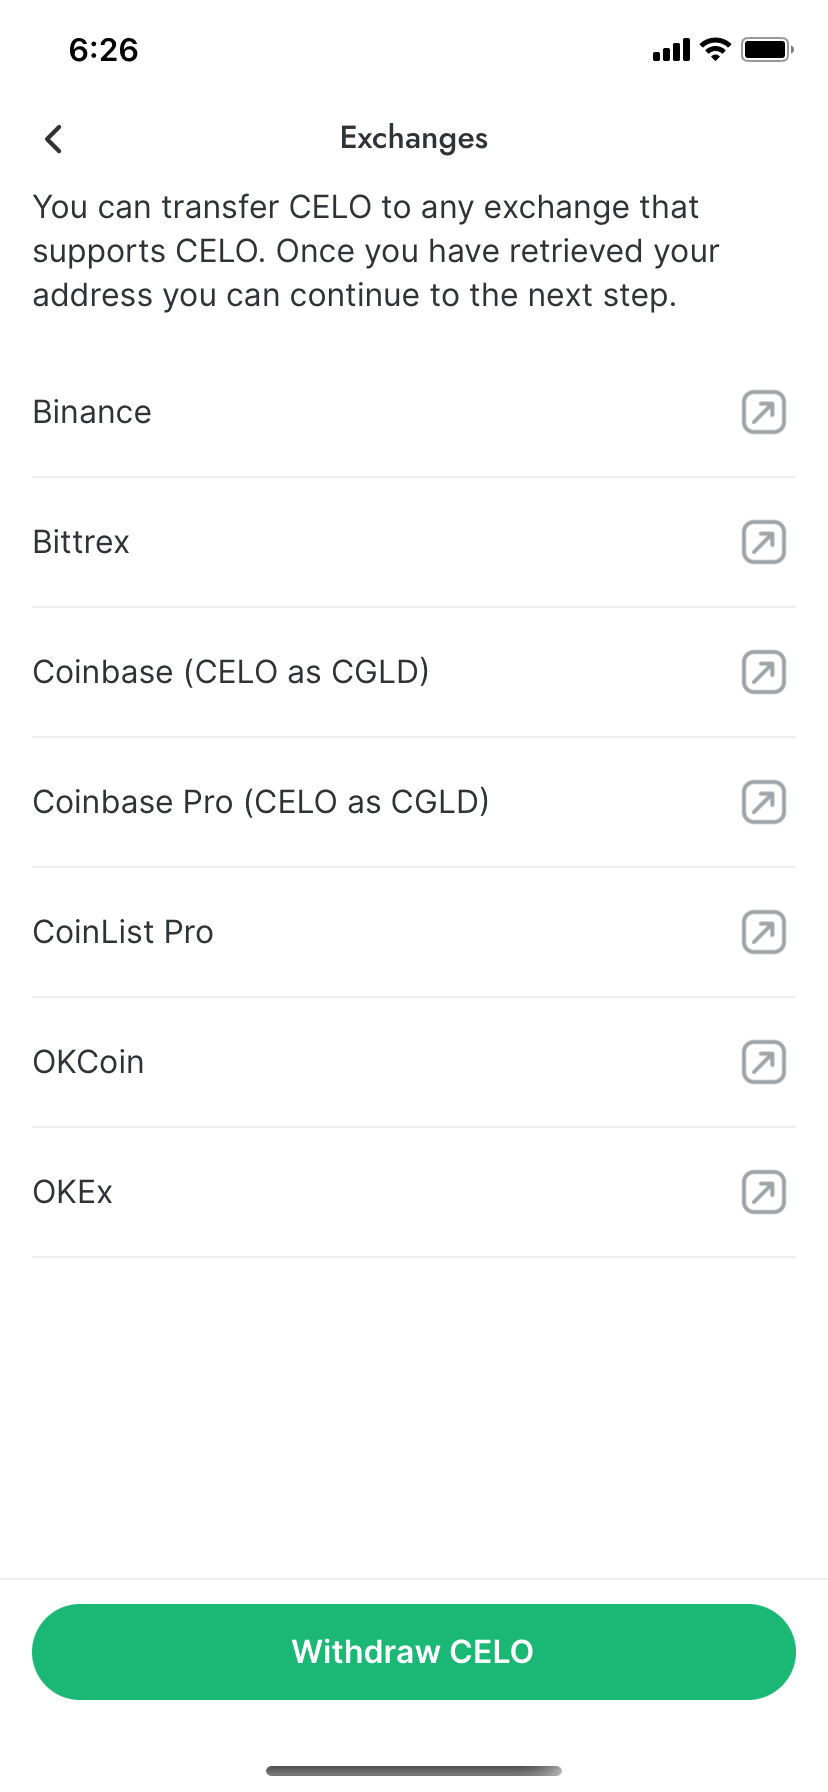 6:26
Exchanges
You can transfer CELO to any exchange that
supports CELO. Once you have retrieved your
address you can continue to the next step.
Binance
Bittrex
Coinbase (CELO as CGLD)
Coinbase Pro (CELO as CGLD)
CoinList Pro
OKCoin
OKEx
Withdraw CELO